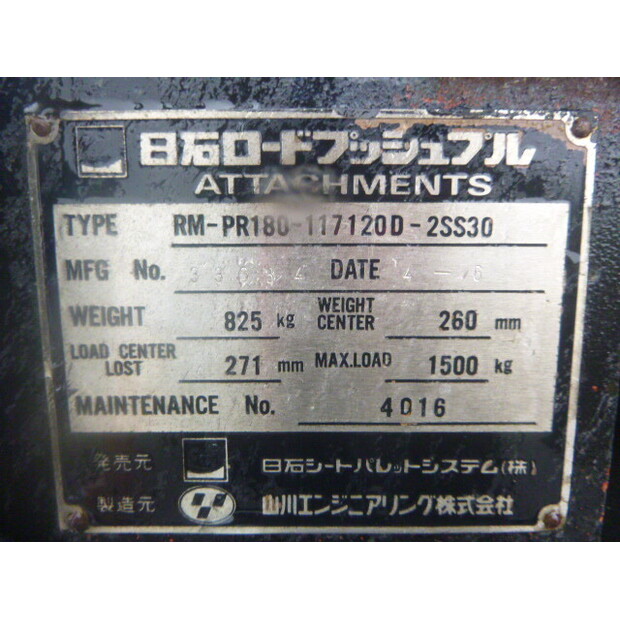 日石ロードプッシュプル
ATTACHMENTS
TYPE RM-PR180-117120D-2SS30
MFG No. DATE
WEIGHT 825 kg WEIGHT CENTER 260 mm
LOAD CENTER LOST 271 mm MAX.LOAD 1500 kg
MAINTENANCE No. 4016
発売元 日石シートパレットシステム(株)
製造元 山川エンジニアリング株式会社